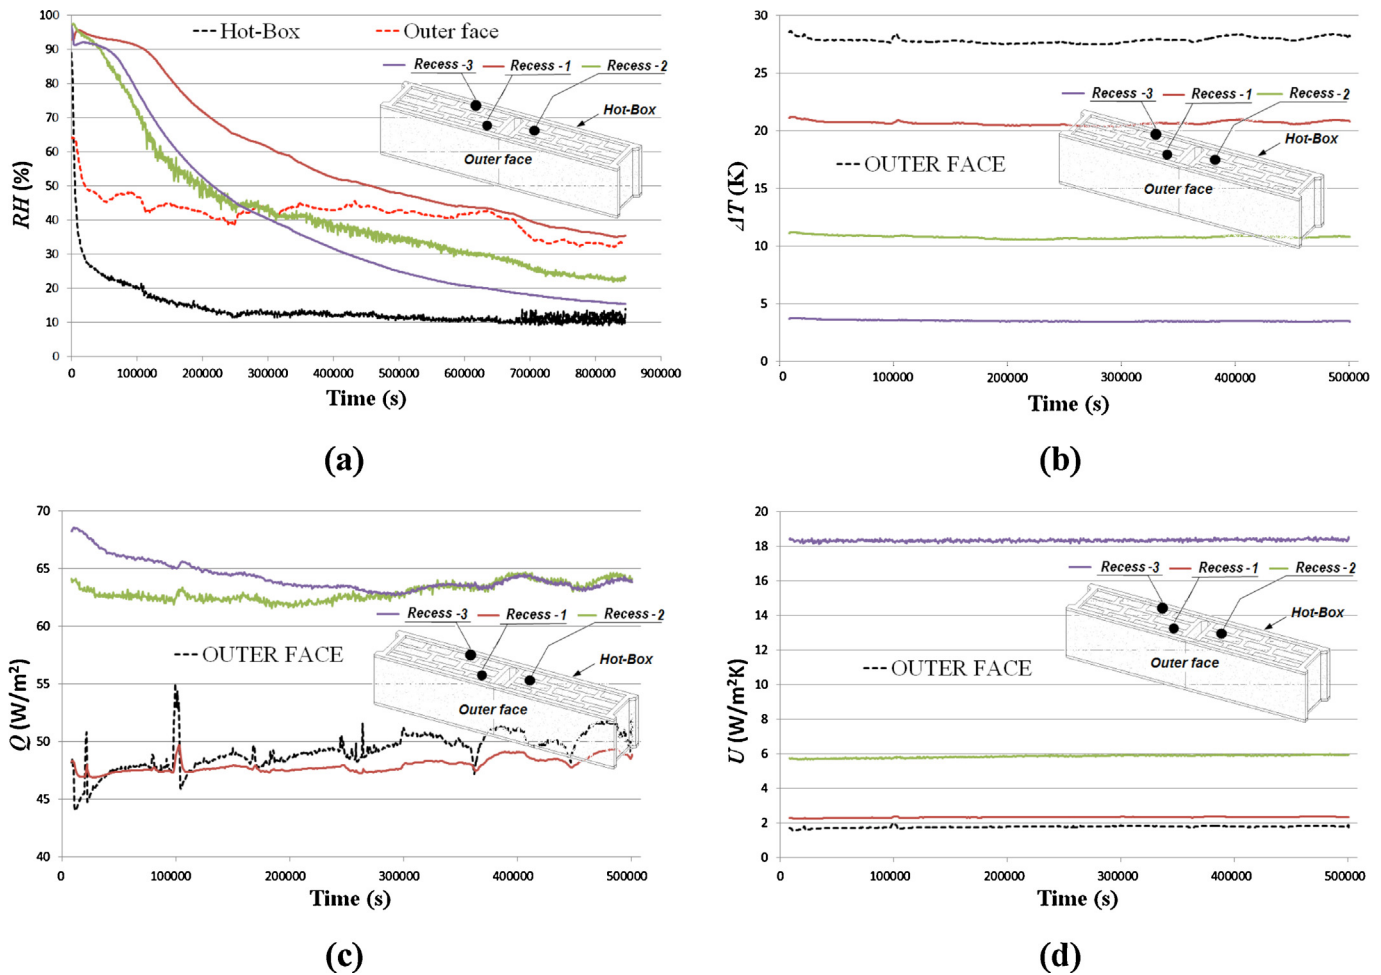 100
90
80
70
60
50
40
30
20
10
0
RH (%)
Hot-Box
Outer face
Recess -3
Recess -1
Recess -2
Hot-Box
Outer face
0
100000
200000
300000
400000
500000
600000
700000
800000
900000
Time (s)
(a)
30
25
20
15
10
5
0
ΔT (K)
Recess -3
Recess -1
Recess -2
Hot-Box
OUTER FACE
Outer face
0
100000
200000
300000
400000
500000
Time (s)
(b)
70
65
60
55
50
45
40
Q (W/m²)
Recess -3
Recess -1
Recess -2
OUTER FACE
Hot-Box
Outer face
0
100000
200000
300000
400000
500000
Time (s)
(c)
20
18
16
14
12
10
8
6
4
2
0
U (W/m²K)
Recess -3
Recess -1
Recess -2
Hot-Box
OUTER FACE
Outer face
0
100000
200000
300000
400000
500000
Time (s)
(d)